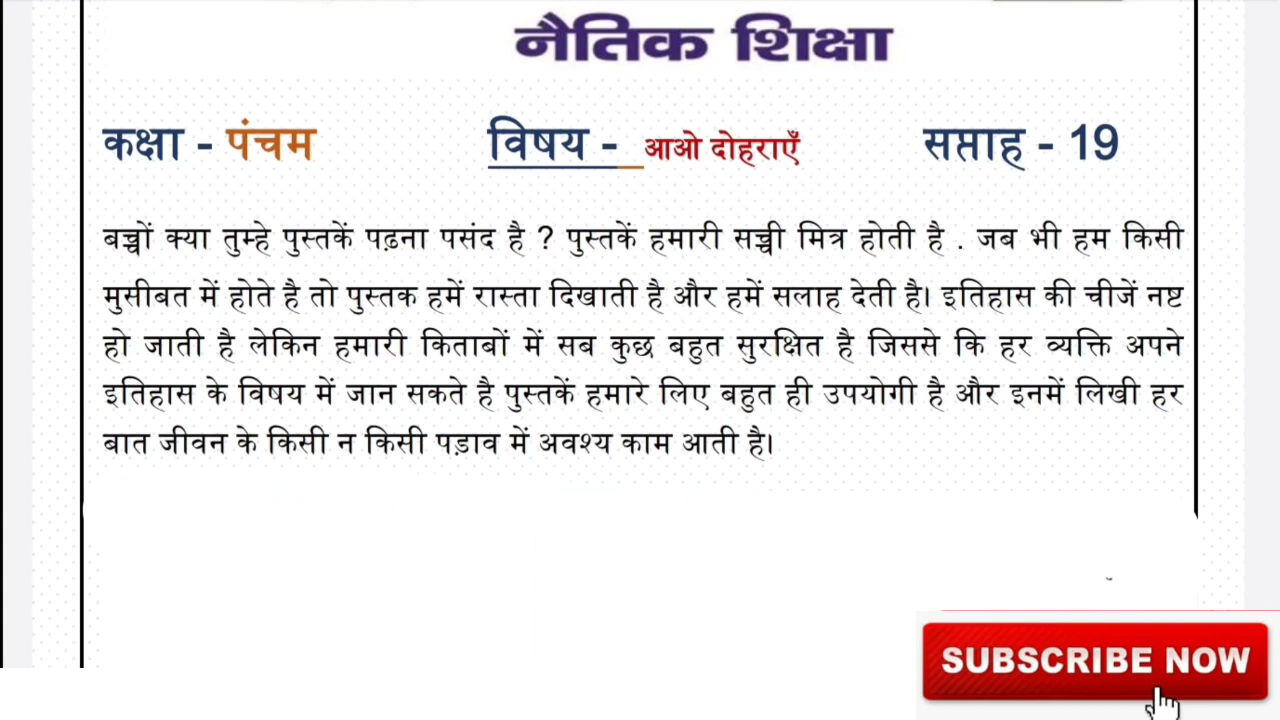 नैतिक शिक्षा
कक्षा - पंचम विषय - आओ दोहराएँ सप्ताह - 19
बच्चों क्या तुम्हे पुस्तकें पढ़ना पसंद है ? पुस्तकें हमारी सच्ची मित्र होती है . जब भी हम किसी
मुसीबत में होते है तो पुस्तक हमें रास्ता दिखाती है और हमें सलाह देती है। इतिहास की चीजें नष्ट
हो जाती है लेकिन हमारी किताबों में सब कुछ बहुत सुरक्षित है जिससे कि हर व्यक्ति अपने
इतिहास के विषय में जान सकते है पुस्तकें हमारे लिए बहुत ही उपयोगी है और इनमें लिखी हर
बात जीवन के किसी न किसी पड़ाव में अवश्य काम आती है।
SUBSCRIBE NOW